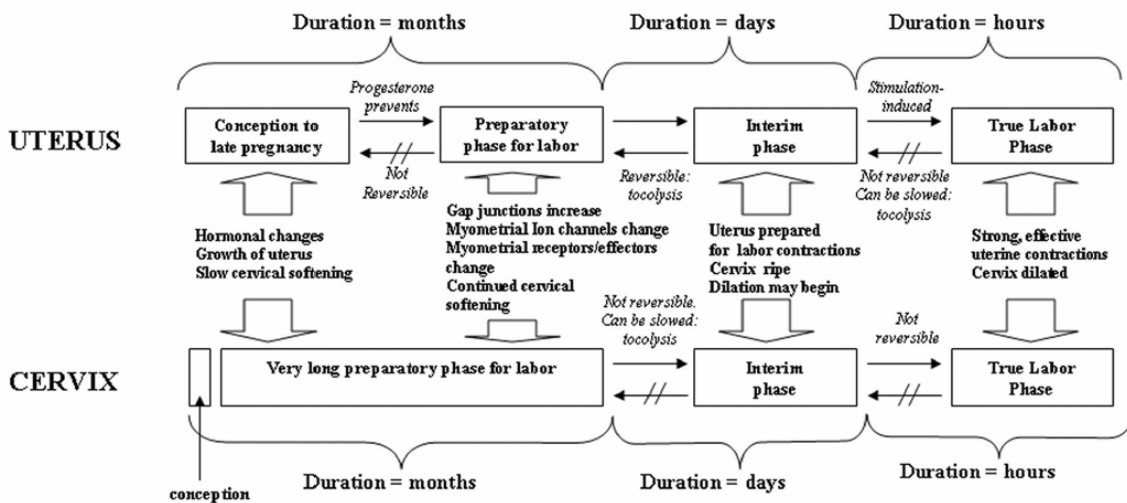 Duration = months
Duration = days
Duration = hours
Progesterone
prevents
Stimulation-
induced
UTERUS
Conception to
late pregnancy
Preparatory
phase for labor
Interim
phase
True Labor
Phase
Not
Reversible
Reversible:
tocolysis
Not reversible
Can be slowed:
tocolysis
Hormonal changes
Growth of uterus
Slow cervical softening
Gap junctions increase
Myometrial Ion channels change
Myometrial receptors/effectors
change
Continued cervical
softening
Uterus prepared
for labor contractions
Cervix ripe
Dilation may begin
Strong, effective
uterine contractions
Cervix dilated
Not reversible.
Can be slowed:
tocolysis
Not
reversible
CERVIX
Very long preparatory phase for labor
Interim
phase
True Labor
Phase
conception
Duration = months
Duration = days
Duration = hours